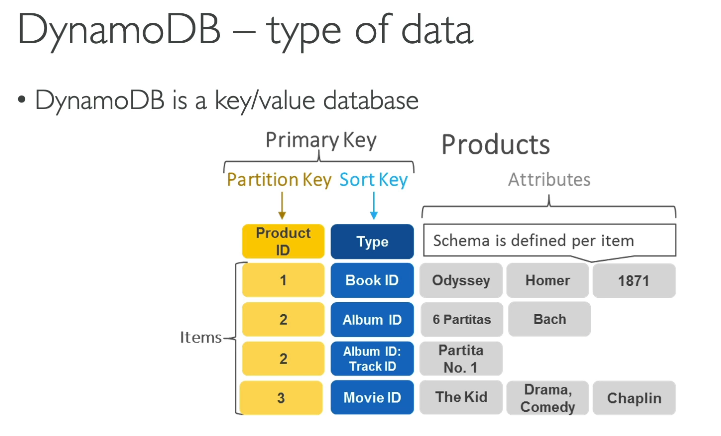 DynamoDB – type of data
• DynamoDB is a key/value database
Primary Key
Products
Partition Key
Sort Key
Attributes
Product
ID
Type
Schema is defined per item
Items
1
Book ID
Odyssey
Homer
1871
2
Album ID
6 Partitas
Bach
2
Album ID:
Track ID
Partita
No. 1
3
Movie ID
The Kid
Drama,
Comedy
Chaplin